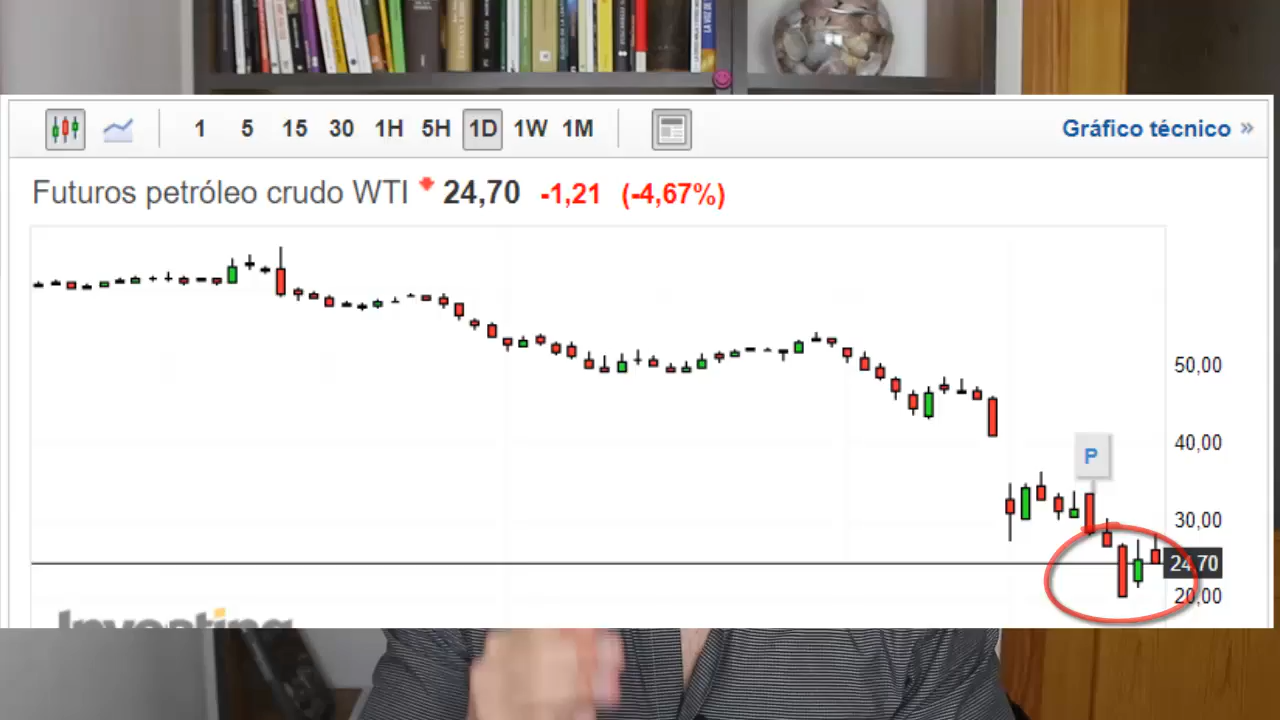 1 5 15 30 1H 5H 1D 1W 1M Gráfico técnico »
Futuros petróleo crudo WTI 24,70 -1,21 (-4,67%)
50,00
40,00
P
30,00
24,70
20,00
Investing